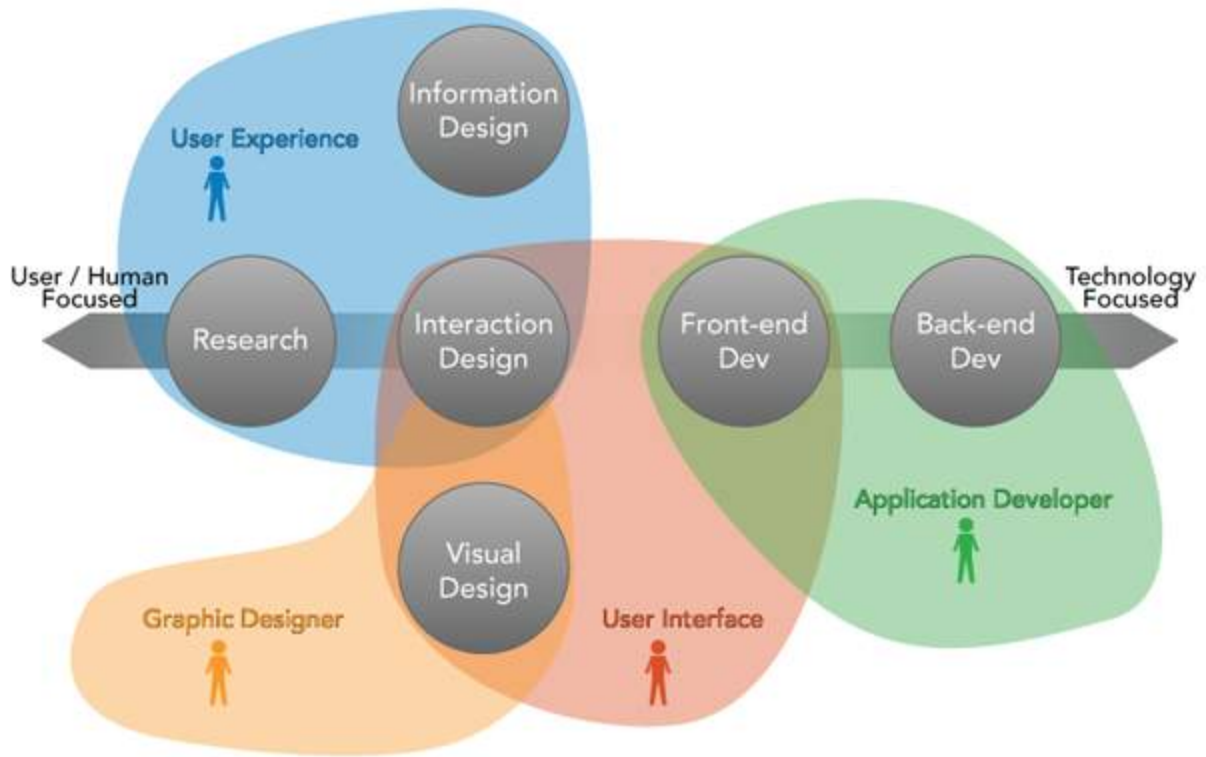 Information
Design
User Experience
User / Human
Focused
Technology
Focused
Research
Interaction
Design
Front-end
Dev
Back-end
Dev
Application Developer
Visual
Design
Graphic Designer
User Interface